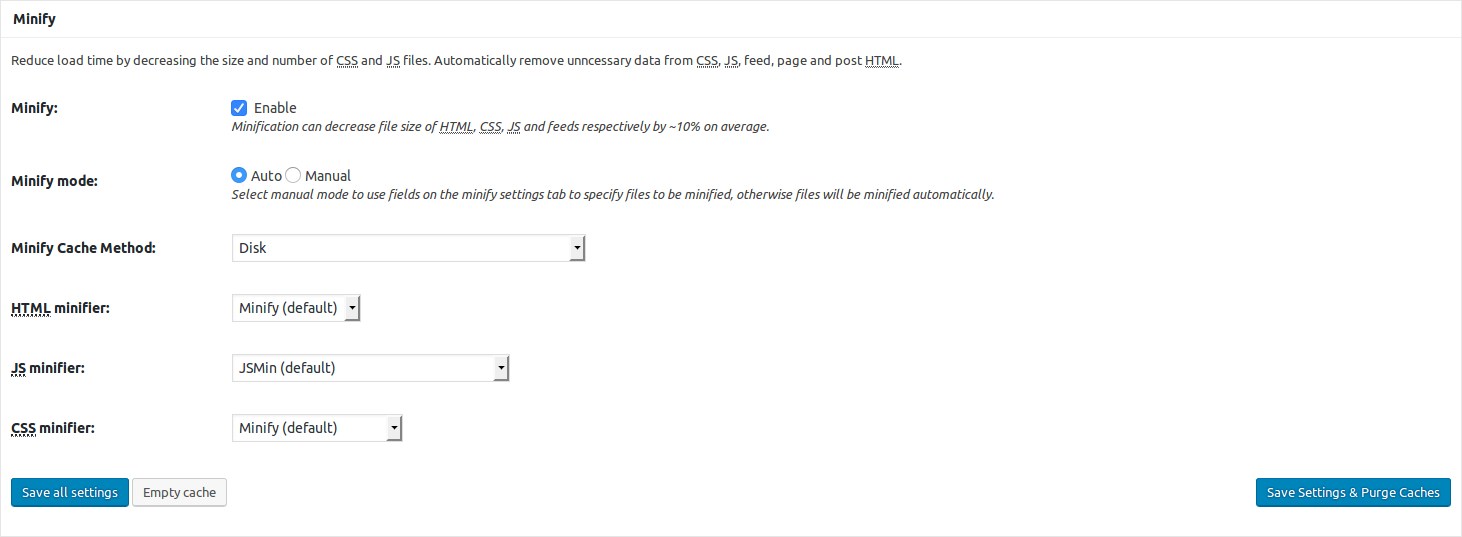 Minify
Reduce load time by decreasing the size and number of CSS and JS files. Automatically remove unncessary data from CSS, JS, feed, page and post HTML.
Minify: Enable
Minification can decrease file size of HTML, CSS, JS and feeds respectively by ~10% on average.
Minify mode: Auto Manual
Select manual mode to use fields on the minify settings tab to specify files to be minified, otherwise files will be minified automatically.
Minify Cache Method: Disk
HTML minifier: Minify (default)
JS minifier: JSMin (default)
CSS minifier: Minify (default)
Save all settings Empty cache Save Settings & Purge Caches